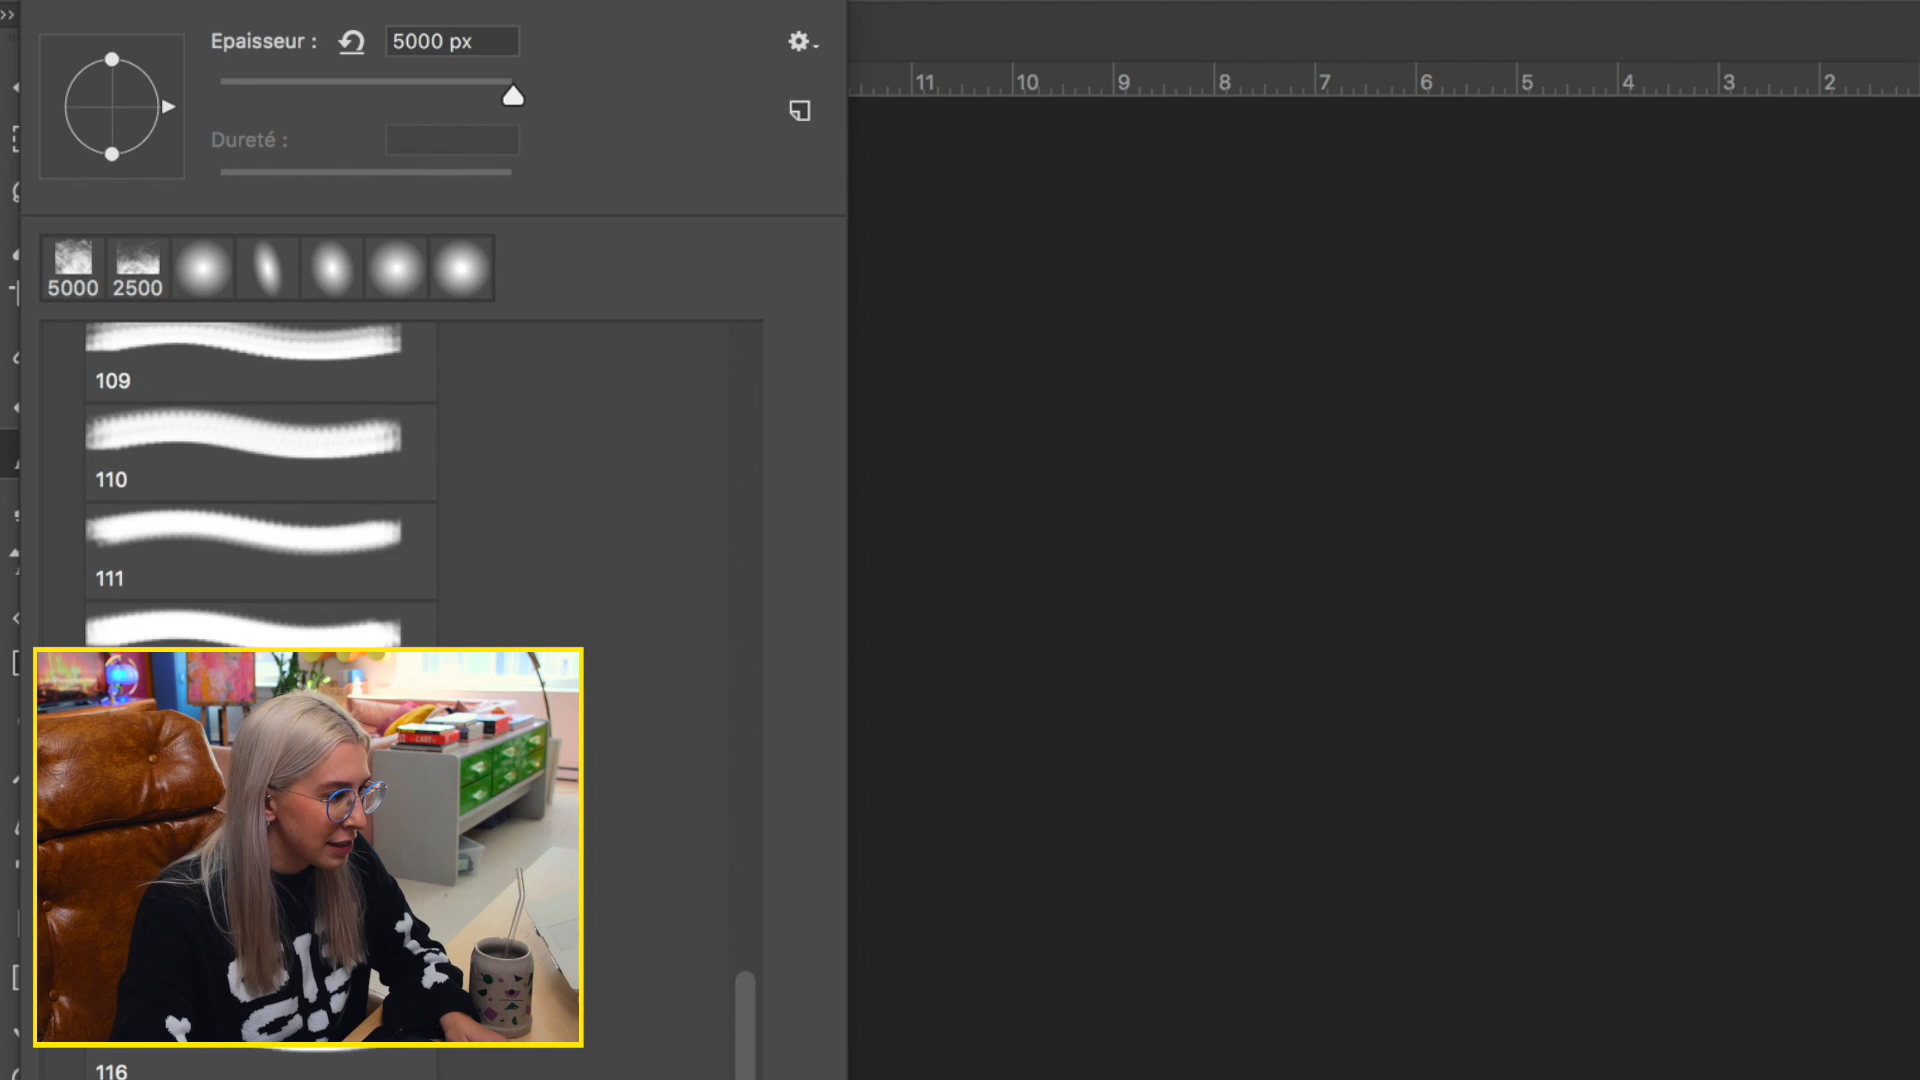 Epaisseur :
5000 px
11 10 9 8 7 6 5 4 3 2
Dureté :
5000 2500
109
110
111
116